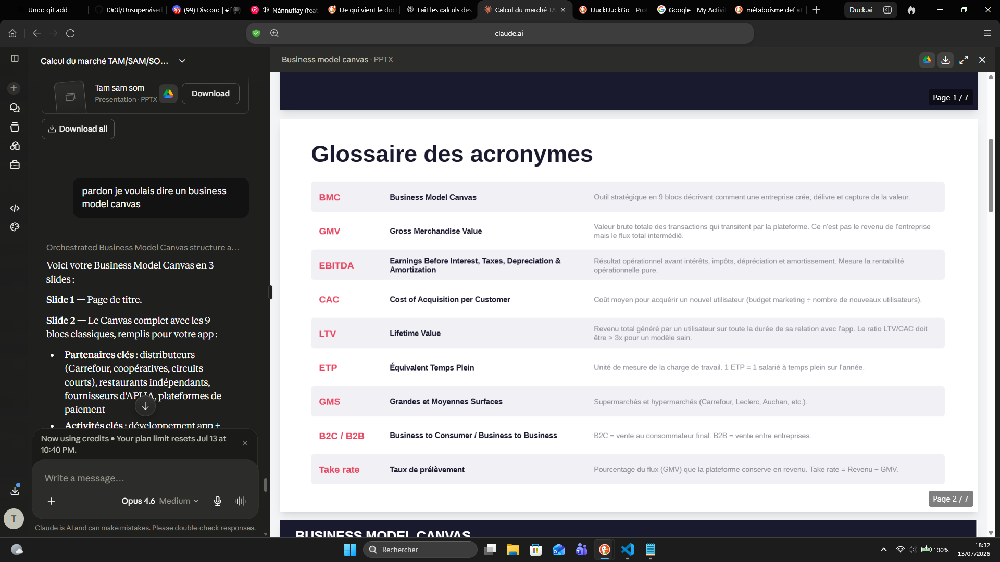 Undo git add
t0r3l/Unsupervised
(99) Discord | #
Nànnuflày (feat
De qui vient le doc
Fait les calculs des
Calcul du marché TA
DuckDuckGo - Pro
Google - My Activi
métaboisme def at
Duck.ai
claude.ai
Calcul du marché TAM/SAM/SO...
Tam sam som
Presentation · PPTX
Download
Download all
pardon je voulais dire un business
model canvas
Orchestrated Business Model Canvas structure a...
Voici votre Business Model Canvas en 3
slides :
Slide 1 — Page de titre.
Slide 2 — Le Canvas complet avec les 9
blocs classiques, remplis pour votre app :
Partenaires clés : distributeurs
(Carrefour, coopératives, circuits
courts), restaurants indépendants,
fournisseurs d'APHA, plateformes de
paiement
Activités clés : développement app +
Now using credits • Your plan limit resets Jul 13 at
10:40 PM.
Write a message...
Opus 4.6 Medium
Claude is AI and can make mistakes. Please double-check responses.
T
Business model canvas · PPTX
Page 1 / 7
Glossaire des acronymes
BMC Business Model Canvas Outil stratégique en 9 blocs décrivant comment une entreprise crée, délivre et capture de la valeur.
GMV Gross Merchandise Value Valeur brute totale des transactions qui transitent par la plateforme. Ce n'est pas le revenu de l'entreprise
mais le flux total intermédié.
EBITDA Earnings Before Interest, Taxes, Depreciation &
Amortization
Résultat opérationnel avant intérêts, impôts, dépréciation et amortissement. Mesure la rentabilité
opérationnelle pure.
CAC Cost of Acquisition per Customer Coût moyen pour acquérir un nouvel utilisateur (budget marketing ÷ nombre de nouveaux utilisateurs).
LTV Lifetime Value Revenu total généré par un utilisateur sur toute la durée de sa relation avec l'app. Le ratio LTV/CAC doit
être > 3x pour un modèle sain.
ETP Équivalent Temps Plein Unité de mesure de la charge de travail. 1 ETP = 1 salarié à temps plein sur l'année.
GMS Grandes et Moyennes Surfaces Supermarchés et hypermarchés (Carrefour, Leclerc, Auchan, etc.).
B2C / B2B Business to Consumer / Business to Business B2C = vente au consommateur final. B2B = vente entre entreprises.
Take rate Taux de prélèvement Pourcentage du flux (GMV) que la plateforme conserve en revenu. Take rate = Revenu ÷ GMV.
Page 2 / 7
BUSINESS MODEL CANVAS
Rechercher
100%
18:32
13/07/2026